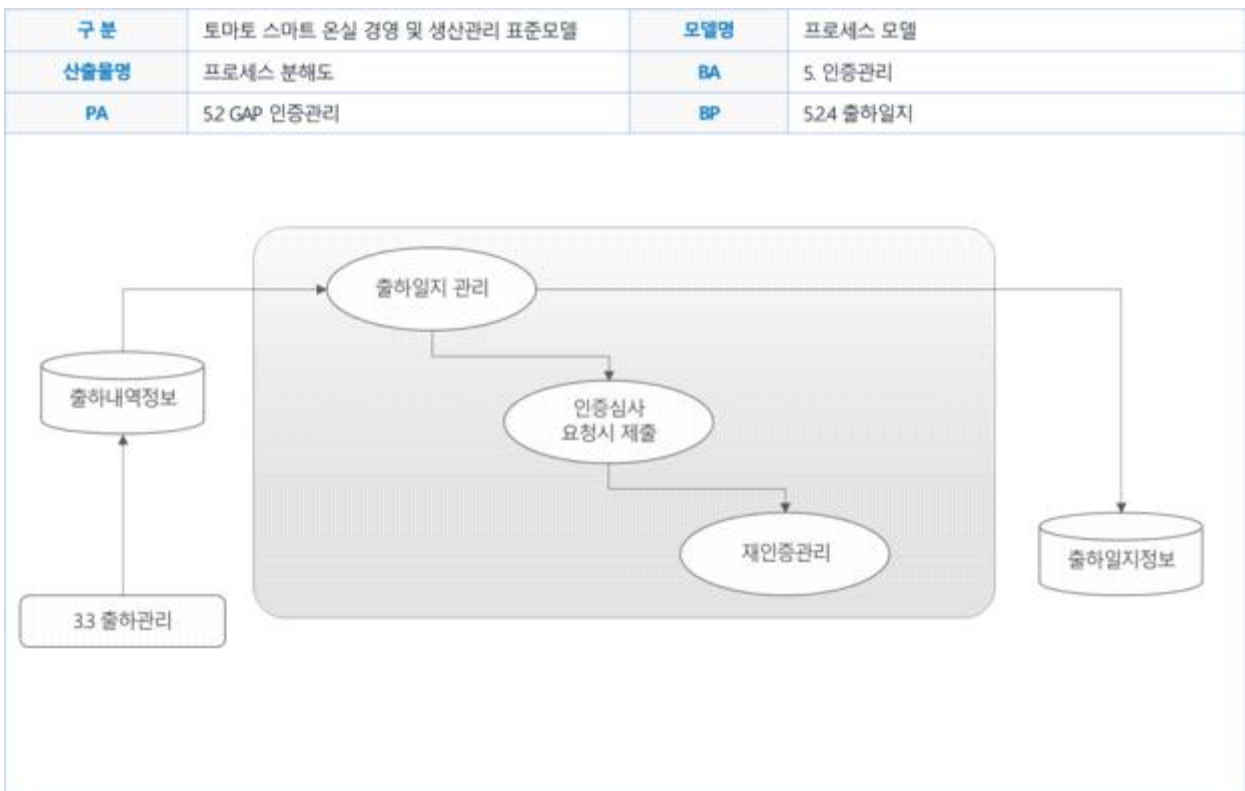 구 분 토마토 스마트 온실 경영 및 생산관리 표준모델 모델명 프로세스 모델
산출물명 프로세스 분해도 BA 5. 인증관리
PA 5.2 GAP 인증관리 BP 5.2.4 출하일지
출하일지 관리
출하내역정보
인증심사
요청시 제출
재인증관리
출하일지정보
3.3 출하관리